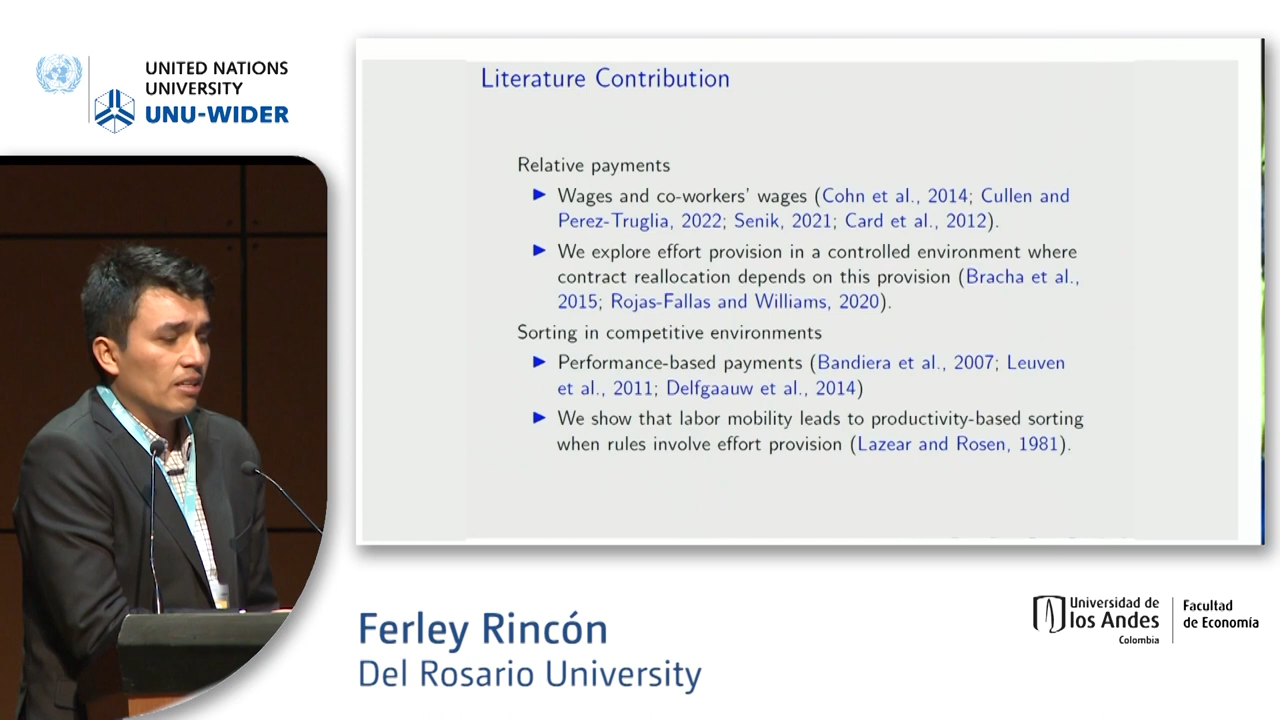 UNITED NATIONS
UNIVERSITY
UNU-WIDER
Literature Contribution
Relative payments
Wages and co-workers' wages (Cohn et al., 2014; Cullen and
Perez-Truglia, 2022; Senik, 2021; Card et al., 2012).
We explore effort provision in a controlled environment where
contract reallocation depends on this provision (Bracha et al.,
2015; Rojas-Fallas and Williams, 2020).
Sorting in competitive environments
Performance-based payments (Bandiera et al., 2007; Leuven
et al., 2011; Delfgaauw et al., 2014)
We show that labor mobility leads to productivity-based sorting
when rules involve effort provision (Lazear and Rosen, 1981).
Ferley Rincón
Del Rosario University
Universidad de
los Andes
Colombia
Facultad
de Economía